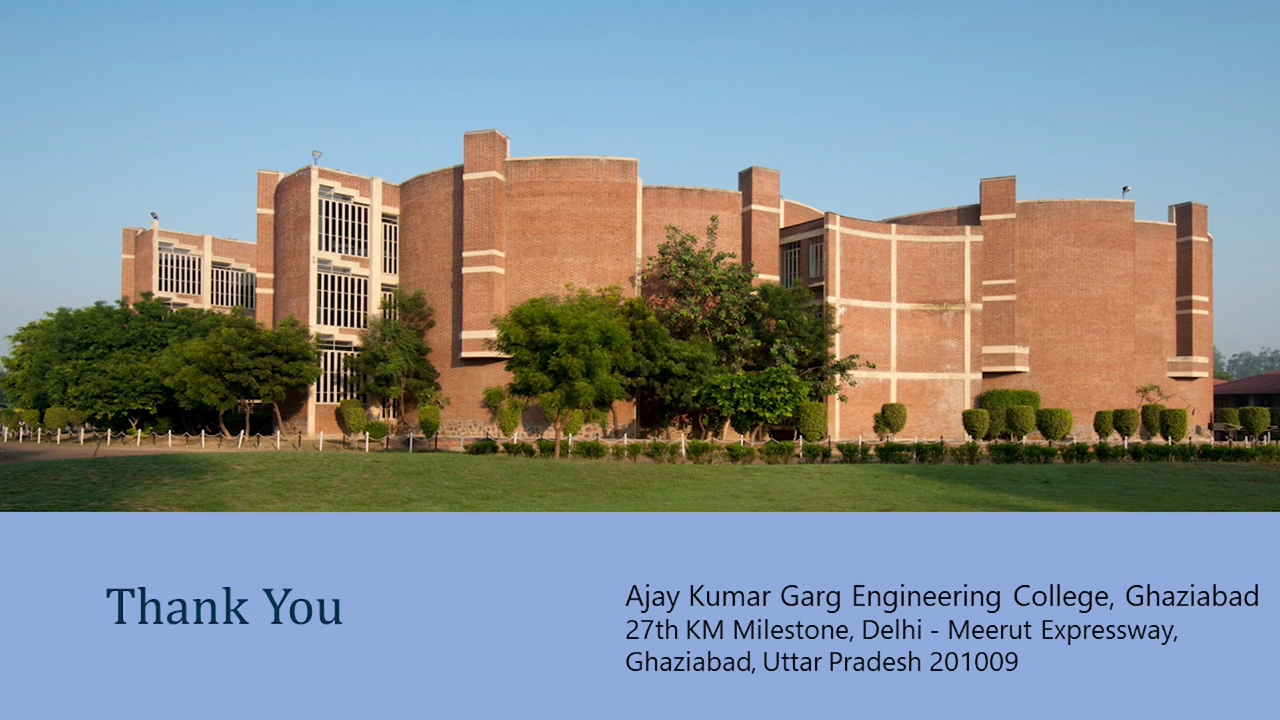 Thank You
Ajay Kumar Garg Engineering College, Ghaziabad
27th KM Milestone, Delhi - Meerut Expressway,
Ghaziabad, Uttar Pradesh 201009